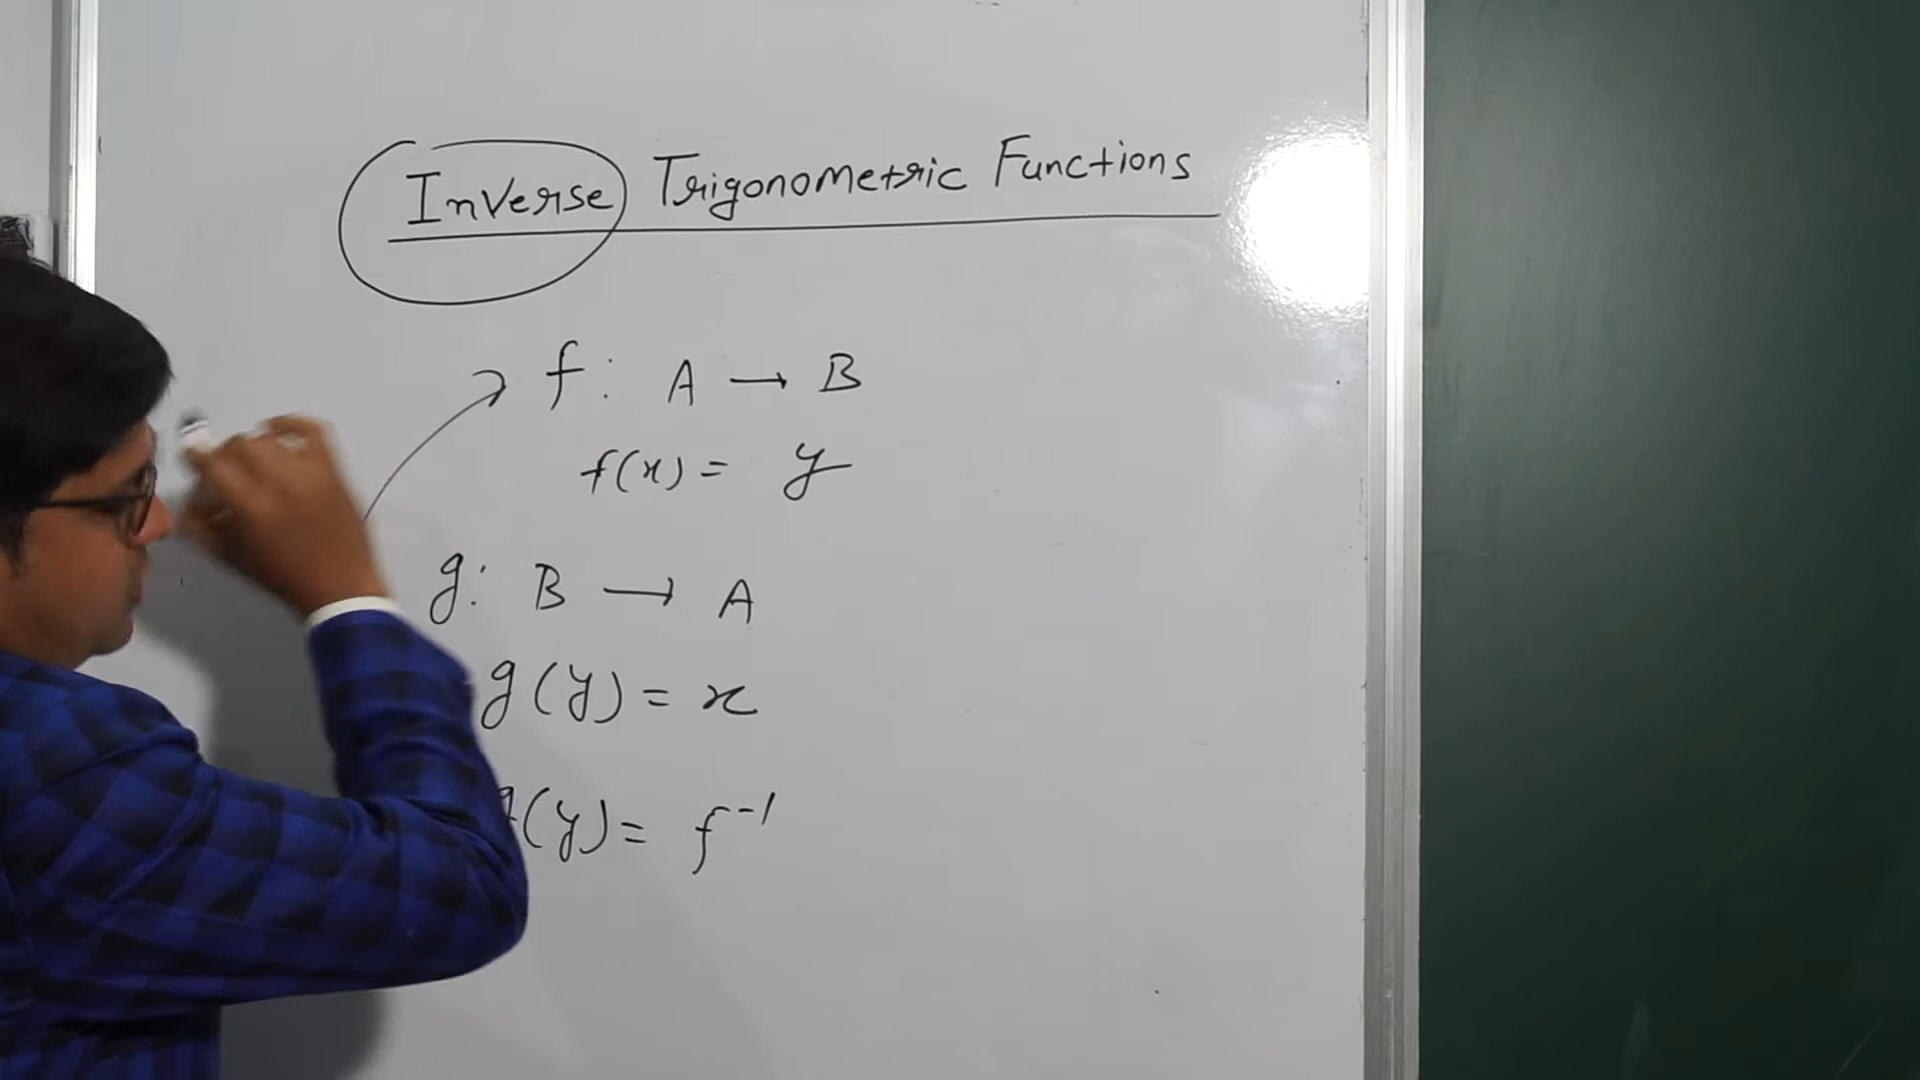 Inverse Trigonometric Functions
f: A → B
f(x) = y
g: B → A
g(y) = x
g(y) = f⁻¹